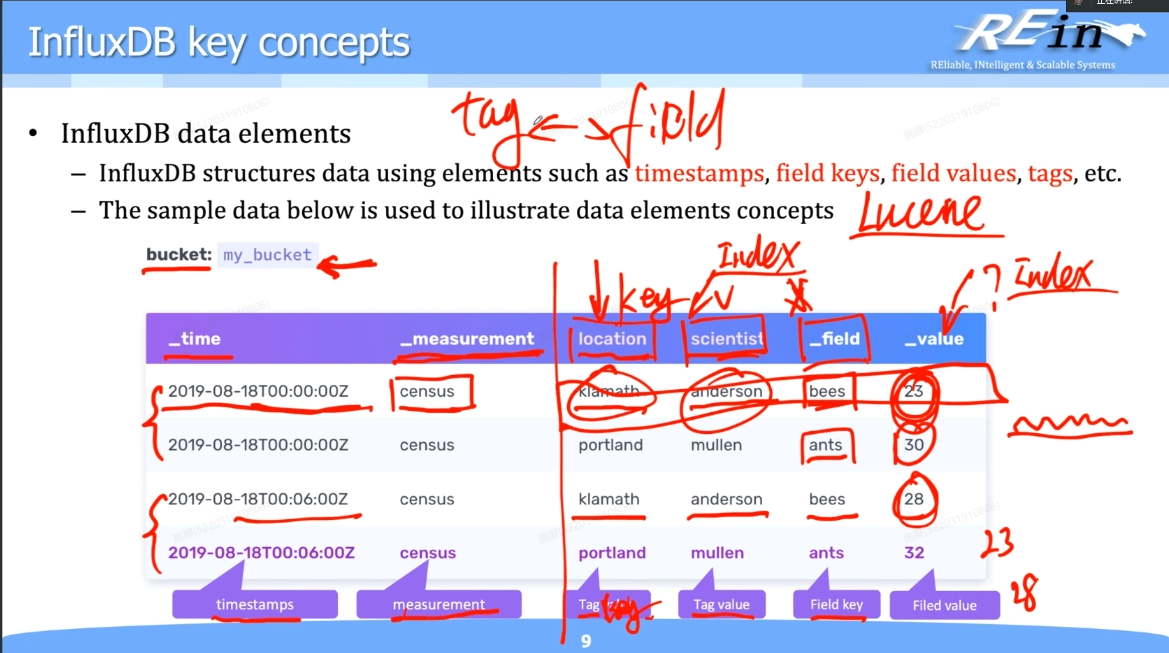 正在讲话:
InfluxDB key concepts
REin
REliable, INtelligent & Scalable Systems
tag field
• InfluxDB data elements
– InfluxDB structures data using elements such as timestamps, field keys, field values, tags, etc.
– The sample data below is used to illustrate data elements concepts
Lucene
bucket: my_bucket
Index
? Index
key v x
_time _measurement location scientist _field _value
2019-08-18T00:00:00Z census klamath anderson bees 23
2019-08-18T00:00:00Z census portland mullen ants 30
2019-08-18T00:06:00Z census klamath anderson bees 28
2019-08-18T00:06:00Z census portland mullen ants 32
23
28
timestamps measurement Tag key Tag value Field key Filed value
9